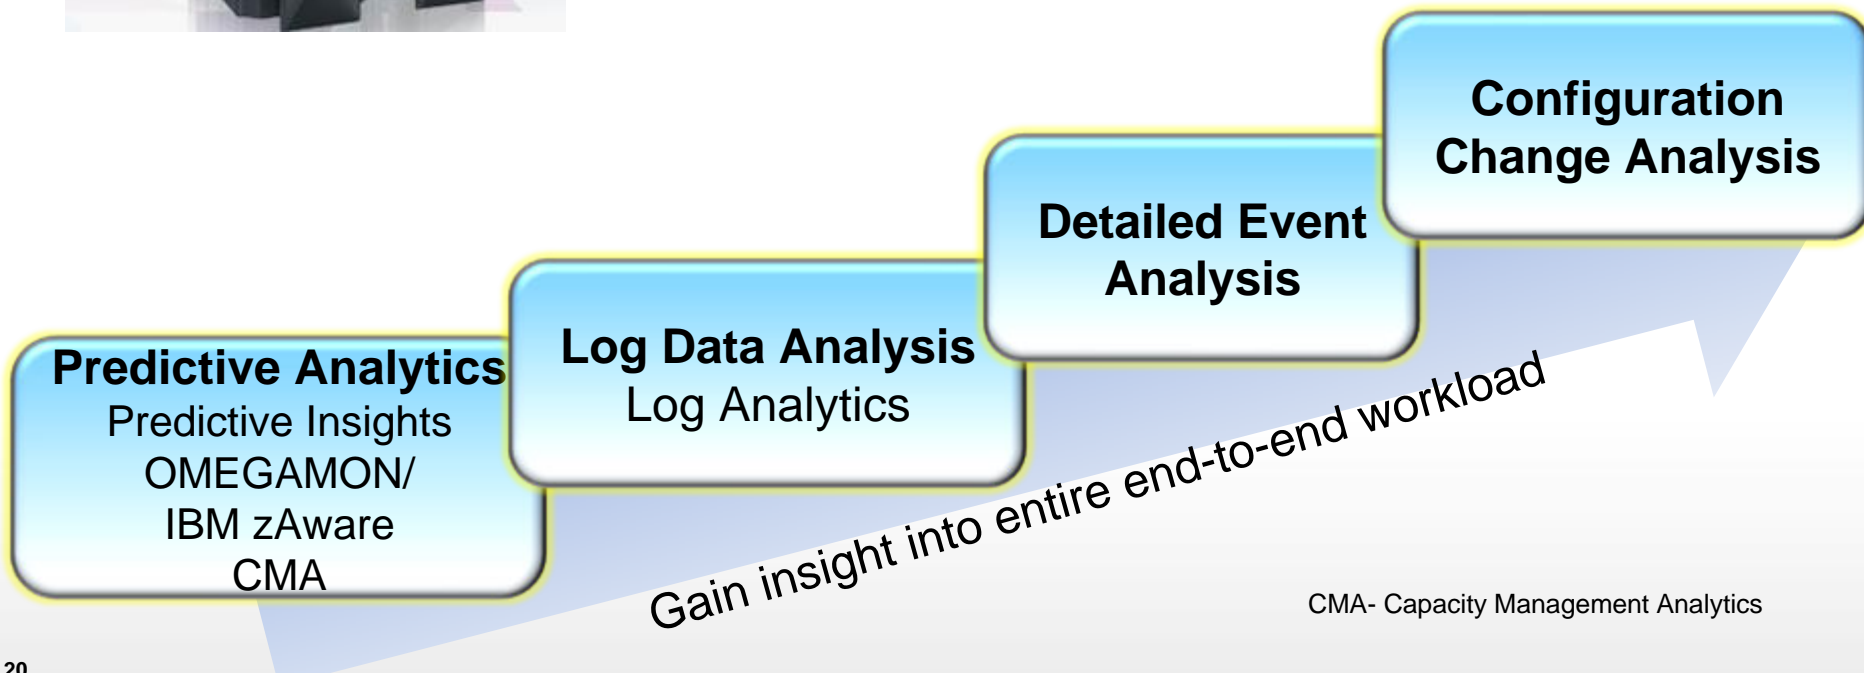 Configuration
Change Analysis
Detailed Event
Analysis
Log Data Analysis
Log Analytics
Predictive Analytics
Predictive Insights
OMEGAMON/
IBM zAware
CMA
Gain insight into entire end-to-end workload
CMA- Capacity Management Analytics
20